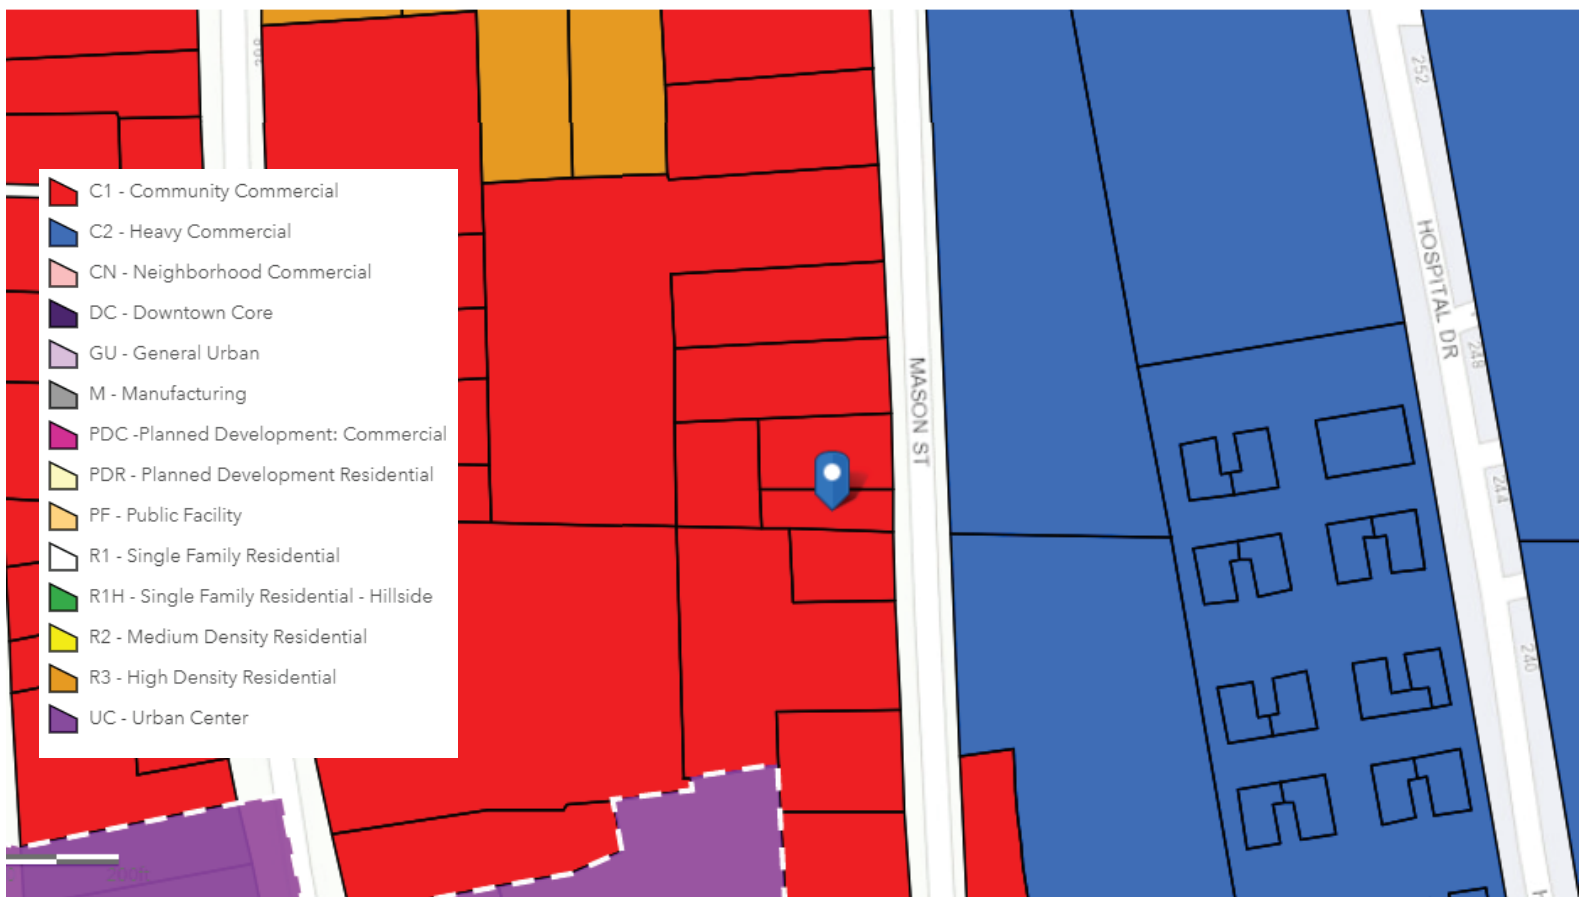 252
HOSPITAL DR
248
MASON ST
244
240
C1 - Community Commercial
C2 - Heavy Commercial
CN - Neighborhood Commercial
DC - Downtown Core
GU - General Urban
M - Manufacturing
PDC -Planned Development: Commercial
PDR - Planned Development Residential
PF - Public Facility
R1 - Single Family Residential
R1H - Single Family Residential - Hillside
R2 - Medium Density Residential
R3 - High Density Residential
UC - Urban Center
200ft